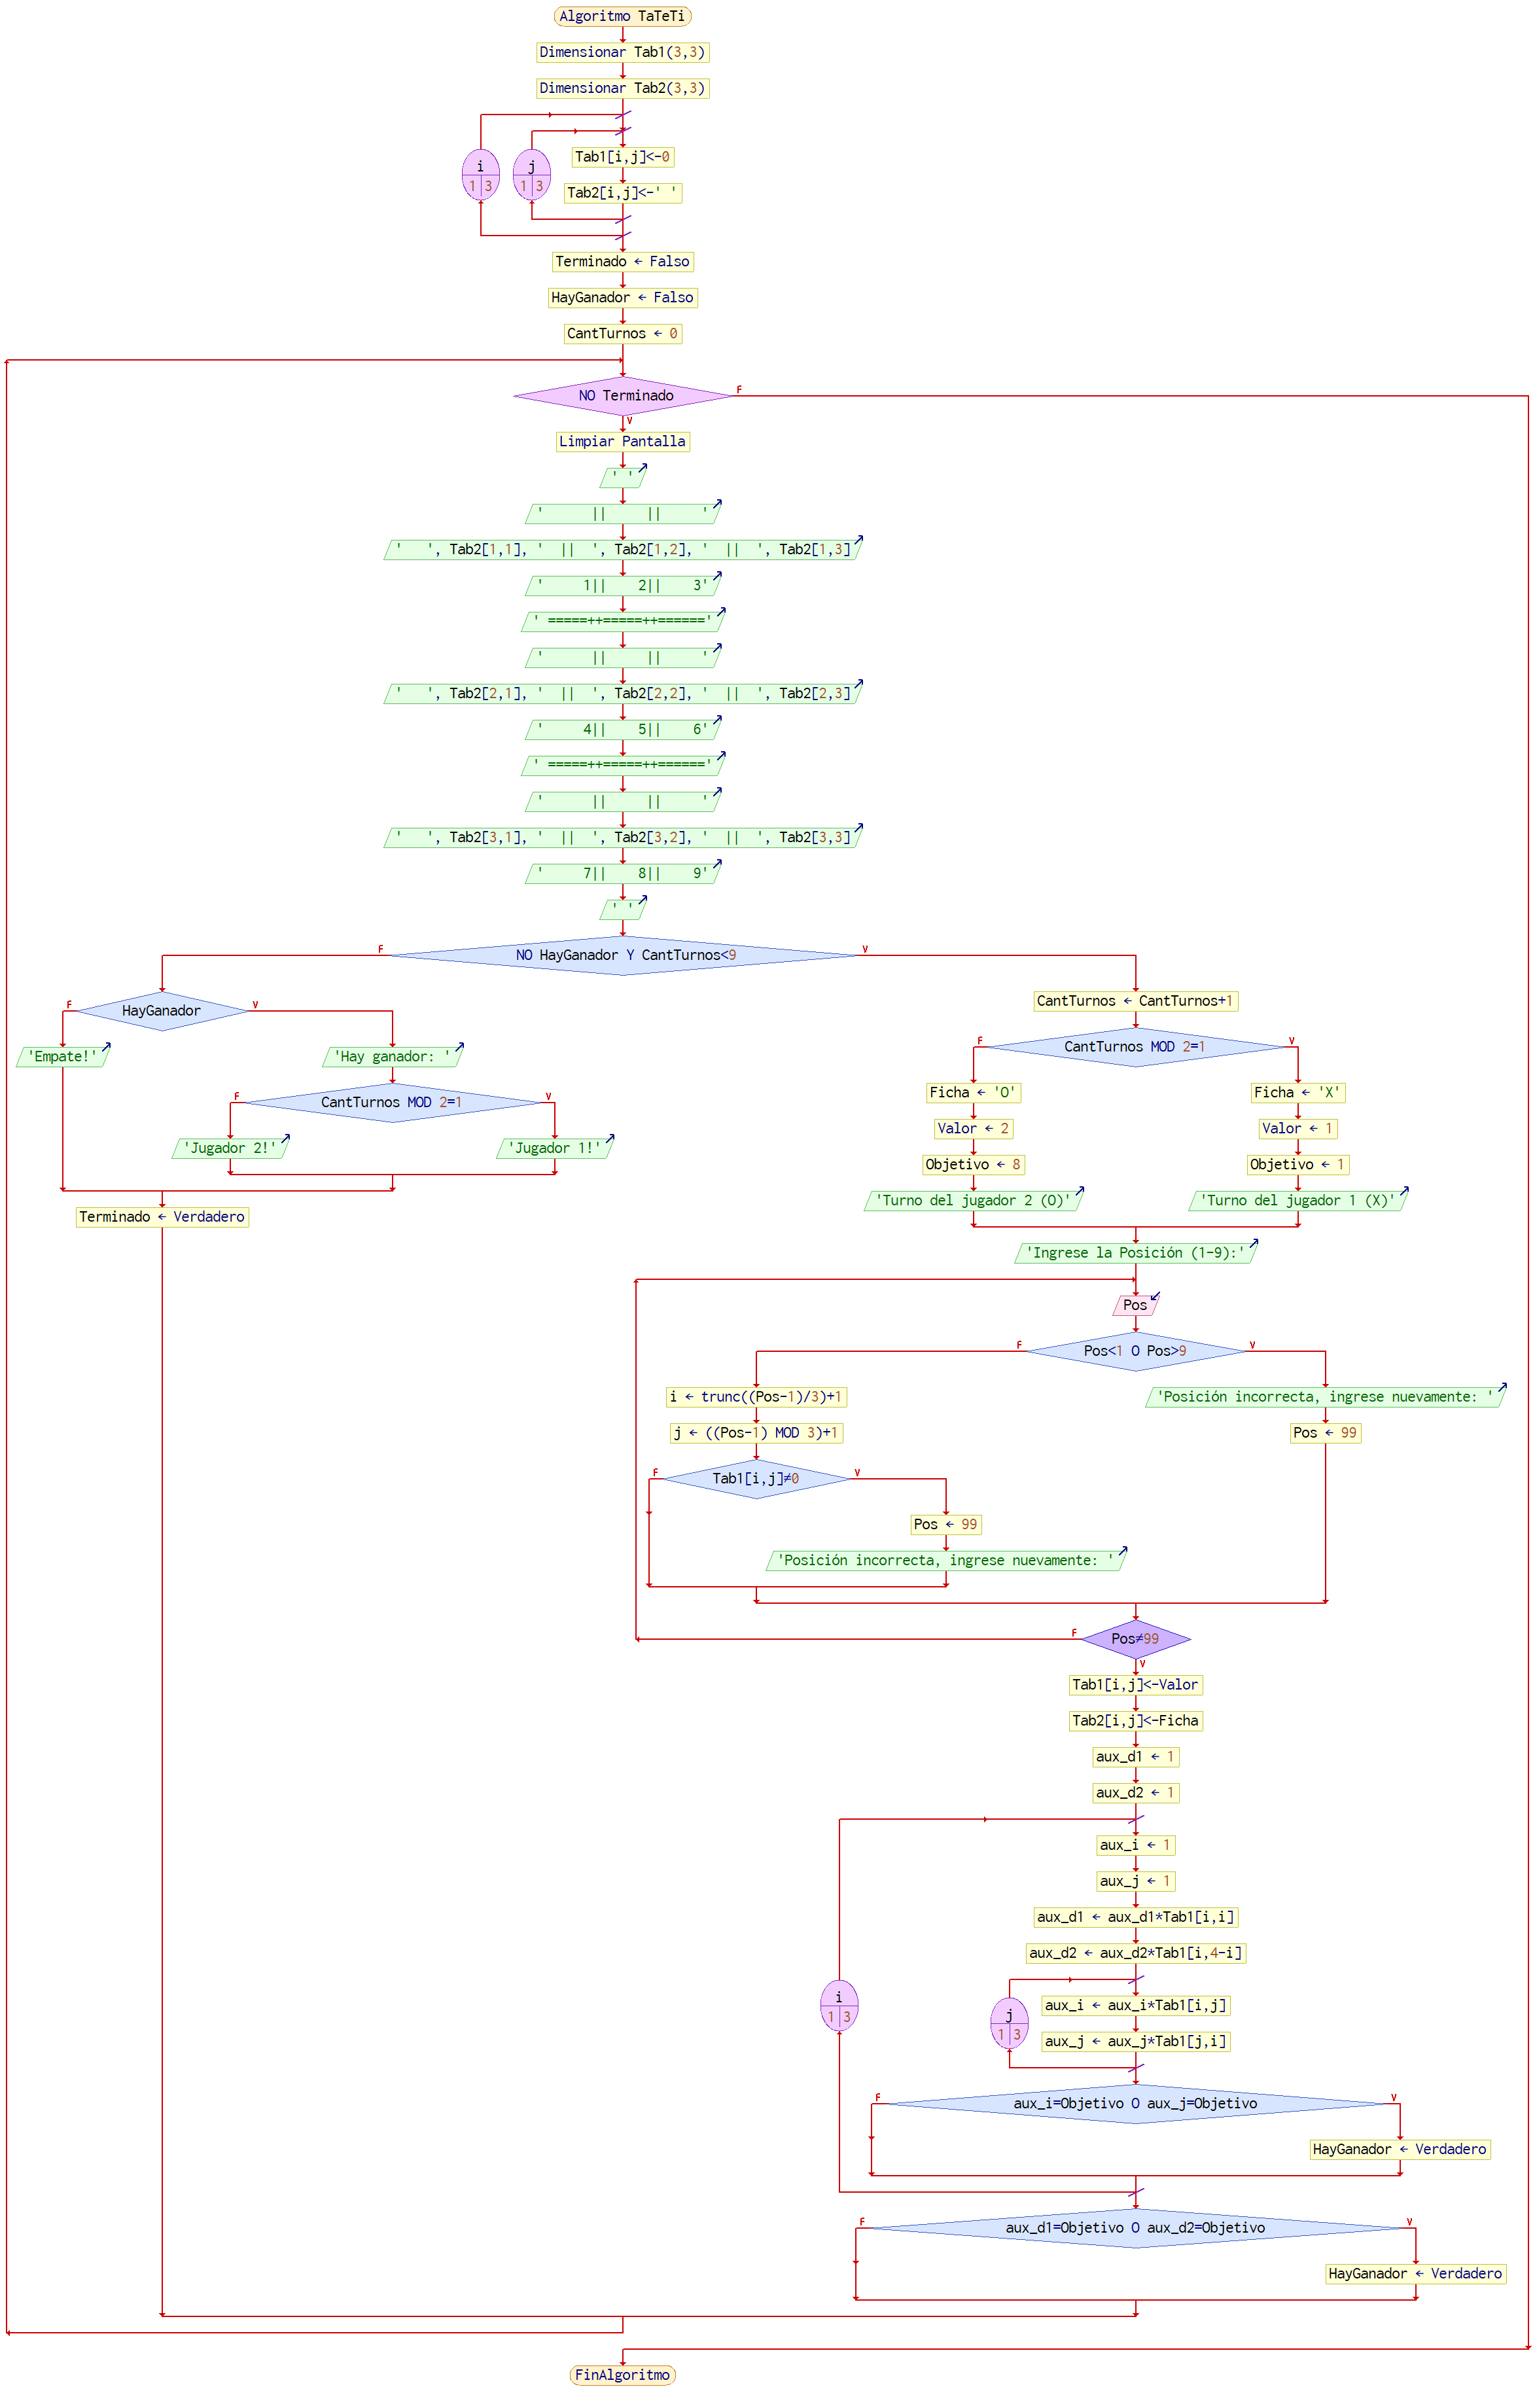 Algoritmo TaTeTi
Dimensionar Tab1(3,3)
Dimensionar Tab2(3,3)
i
1 3
j
1 3
Tab1[i,j]<-0
Tab2[i,j]<-' '
Terminado ← Falso
HayGanador ← Falso
CantTurnos ← 0
NO Terminado
F
V
Limpiar Pantalla
' '
'      ||     ||     '
'   ', Tab2[1,1], '  ||  ', Tab2[1,2], '  ||  ', Tab2[1,3]
'     1||    2||    3'
' =====++=====++======'
'      ||     ||     '
'   ', Tab2[2,1], '  ||  ', Tab2[2,2], '  ||  ', Tab2[2,3]
'     4||    5||    6'
' =====++=====++======'
'      ||     ||     '
'   ', Tab2[3,1], '  ||  ', Tab2[3,2], '  ||  ', Tab2[3,3]
'     7||    8||    9'
' '
F
NO HayGanador Y CantTurnos<9
V
F
HayGanador
V
'Empate!'
'Hay ganador: '
F
CantTurnos MOD 2=1
V
'Jugador 2!'
'Jugador 1!'
Terminado ← Verdadero
CantTurnos ← CantTurnos+1
F
CantTurnos MOD 2=1
V
Ficha ← 'O'
Valor ← 2
Objetivo ← 8
'Turno del jugador 2 (O)'
Ficha ← 'X'
Valor ← 1
Objetivo ← 1
'Turno del jugador 1 (X)'
'Ingrese la Posición (1-9):'
Pos
F
Pos<1 O Pos>9
V
i ← trunc((Pos-1)/3)+1
j ← ((Pos-1) MOD 3)+1
F
Tab1[i,j]≠0
V
Pos ← 99
'Posición incorrecta, ingrese nuevamente: '
'Posición incorrecta, ingrese nuevamente: '
Pos ← 99
F
Pos≠99
V
Tab1[i,j]<-Valor
Tab2[i,j]<-Ficha
aux_d1 ← 1
aux_d2 ← 1
i
1 3
aux_i ← 1
aux_j ← 1
aux_d1 ← aux_d1*Tab1[i,i]
aux_d2 ← aux_d2*Tab1[i,4-i]
j
1 3
aux_i ← aux_i*Tab1[i,j]
aux_j ← aux_j*Tab1[j,i]
F
aux_i=Objetivo O aux_j=Objetivo
V
HayGanador ← Verdadero
F
aux_d1=Objetivo O aux_d2=Objetivo
V
HayGanador ← Verdadero
FinAlgoritmo